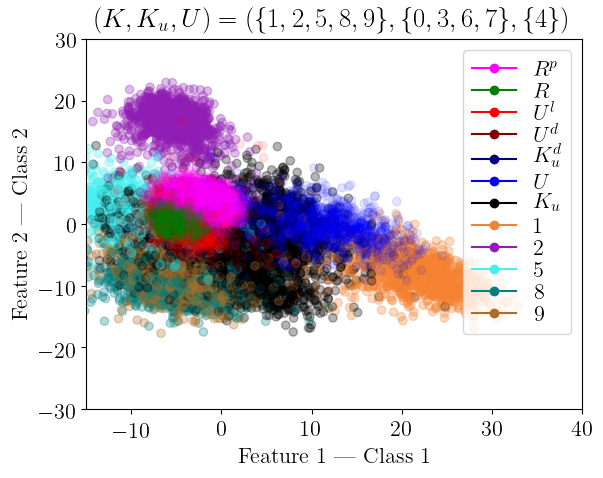 (K, K_u, U) = ({1, 2, 5, 8, 9}, {0, 3, 6, 7}, {4})
30
20
10
0
−10
−20
−30
−10
0
10
20
30
40
Feature 2 — Class 2
Feature 1 — Class 1
R^p
R
U^l
U^d
K_u^d
U
K_u
1
2
5
8
9